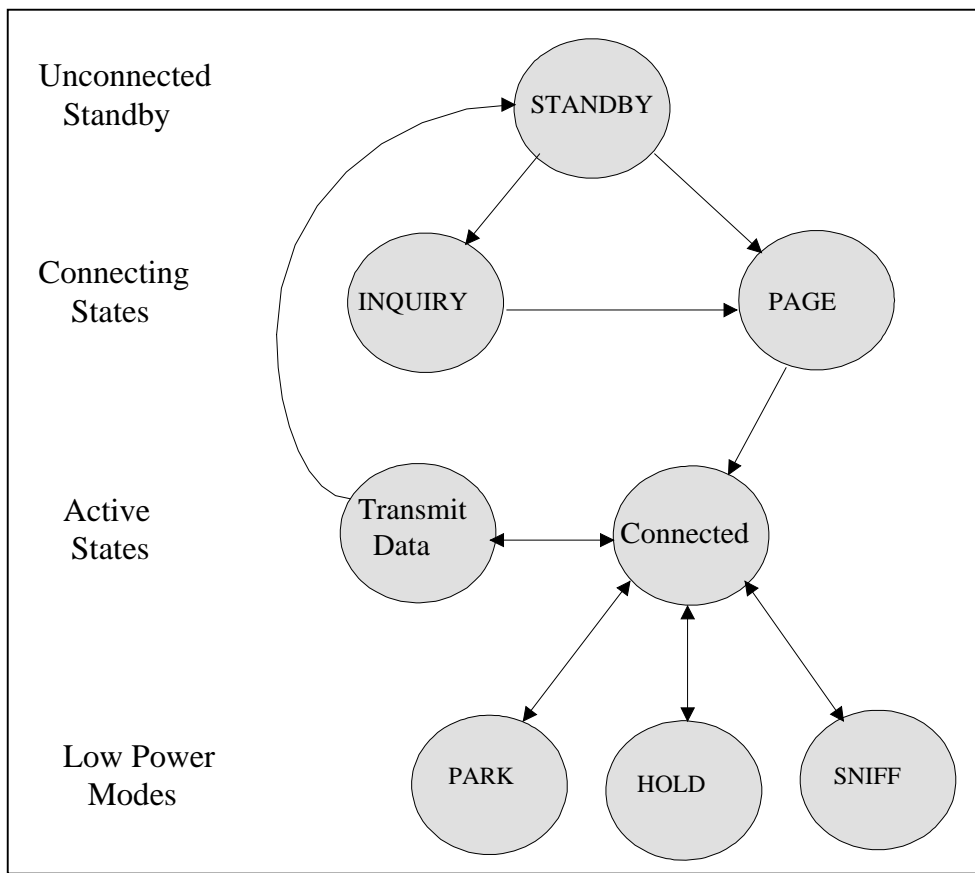 Unconnected
Standby
STANDBY
Connecting
States
INQUIRY
PAGE
Active
States
Transmit
Data
Connected
Low Power
Modes
PARK
HOLD
SNIFF